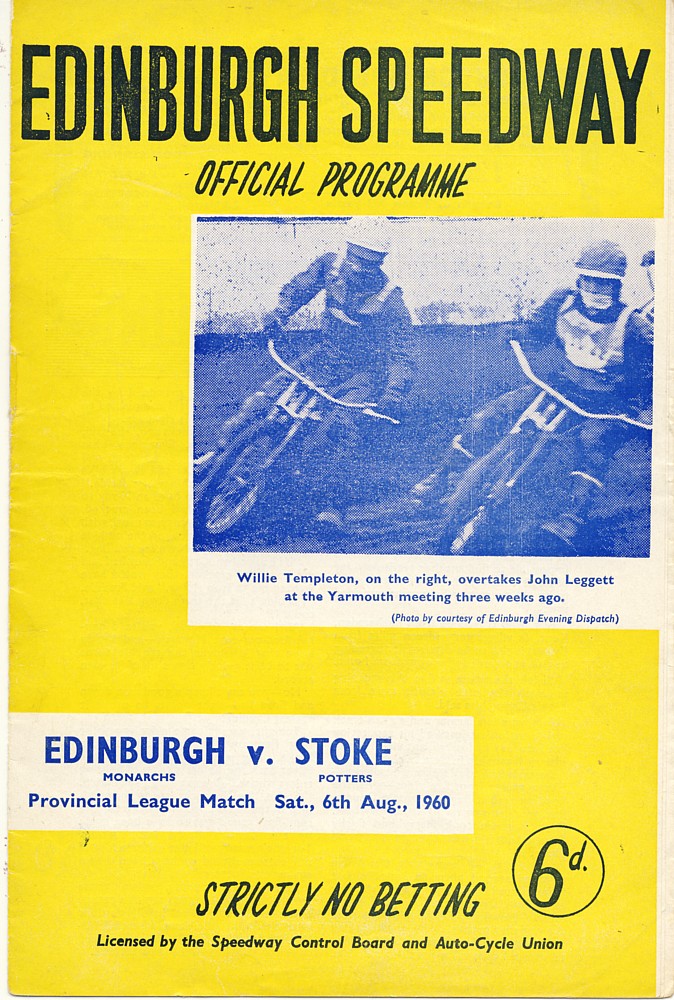 EDINBURGH SPEEDWAY
OFFICIAL PROGRAMME
Willie Templeton, on the right, overtakes John Leggett
at the Yarmouth meeting three weeks ago.
(Photo by courtesy of Edinburgh Evening Dispatch)
EDINBURGH v. STOKE
MONARCHS POTTERS
Provincial League Match Sat., 6th Aug., 1960
6d.
STRICTLY NO BETTING
Licensed by the Speedway Control Board and Auto-Cycle Union